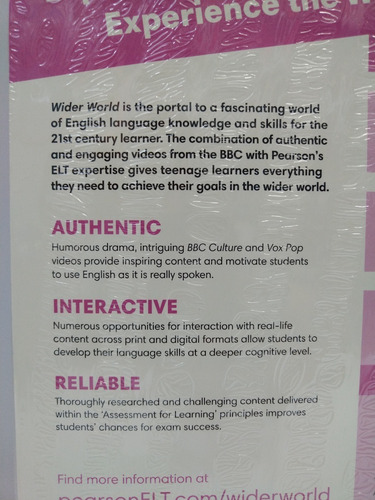 Experience the
Wider World is the portal to a fascinating world
of English language knowledge and skills for the
21st century learner. The combination of authentic
and engaging videos from the BBC with Pearson's
ELT expertise gives teenage learners everything
they need to achieve their goals in the wider world.
AUTHENTIC
Humorous drama, intriguing BBC Culture and Vox Pop
videos provide inspiring content and motivate students
to use English as it is really spoken.
INTERACTIVE
Numerous opportunities for interaction with real-life
content across print and digital formats allow students to
develop their language skills at a deeper cognitive level.
RELIABLE
Thoroughly researched and challenging content delivered
within the 'Assessment for Learning' principles improves
students' chances for exam success.
Find more information at
pearsonELT.com/widerworld